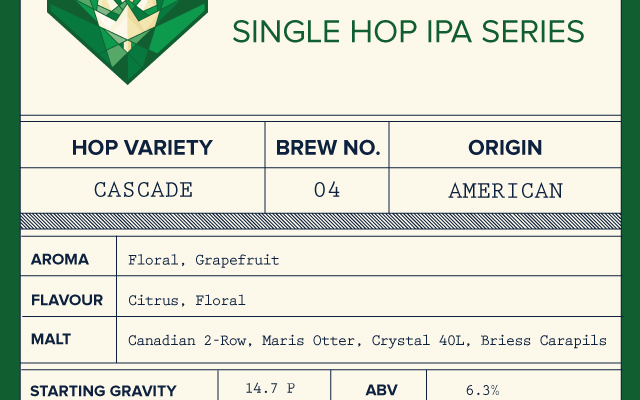 SINGLE HOP IPA SERIES
HOP VARIETY BREW NO. ORIGIN
CASCADE 04 AMERICAN
AROMA Floral, Grapefruit
FLAVOUR Citrus, Floral
MALT Canadian 2-Row, Maris Otter, Crystal 40L, Briess Carapils
STARTING GRAVITY 14.7 P ABV 6.3%